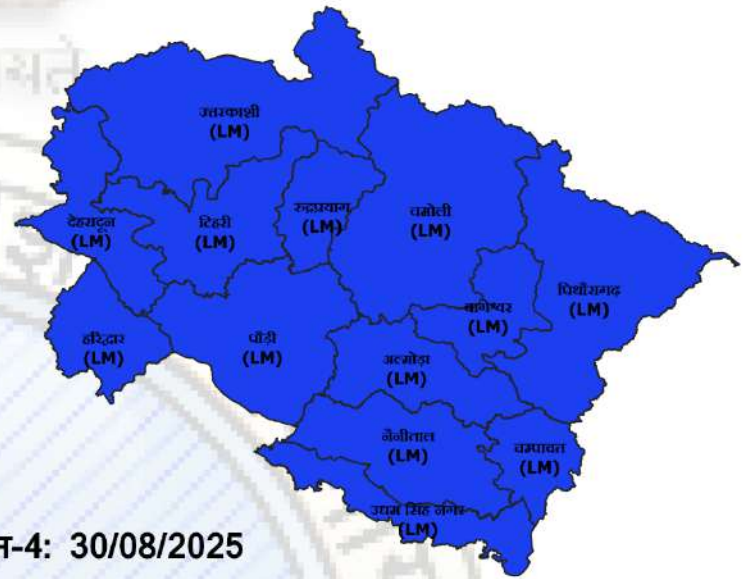 उत्तरकाशी
(LM)
देहरादून
(LM)
टिहरी
(LM)
रुद्रप्रयाग
(LM)
चमोली
(LM)
बागेश्वर
(LM)
पिथौरागढ़
(LM)
हरिद्वार
(LM)
पौड़ी
(LM)
अल्मोड़ा
(LM)
नैनीताल
(LM)
चम्पावत
(LM)
उधम सिंह नगर
(LM)
-4: 30/08/2025